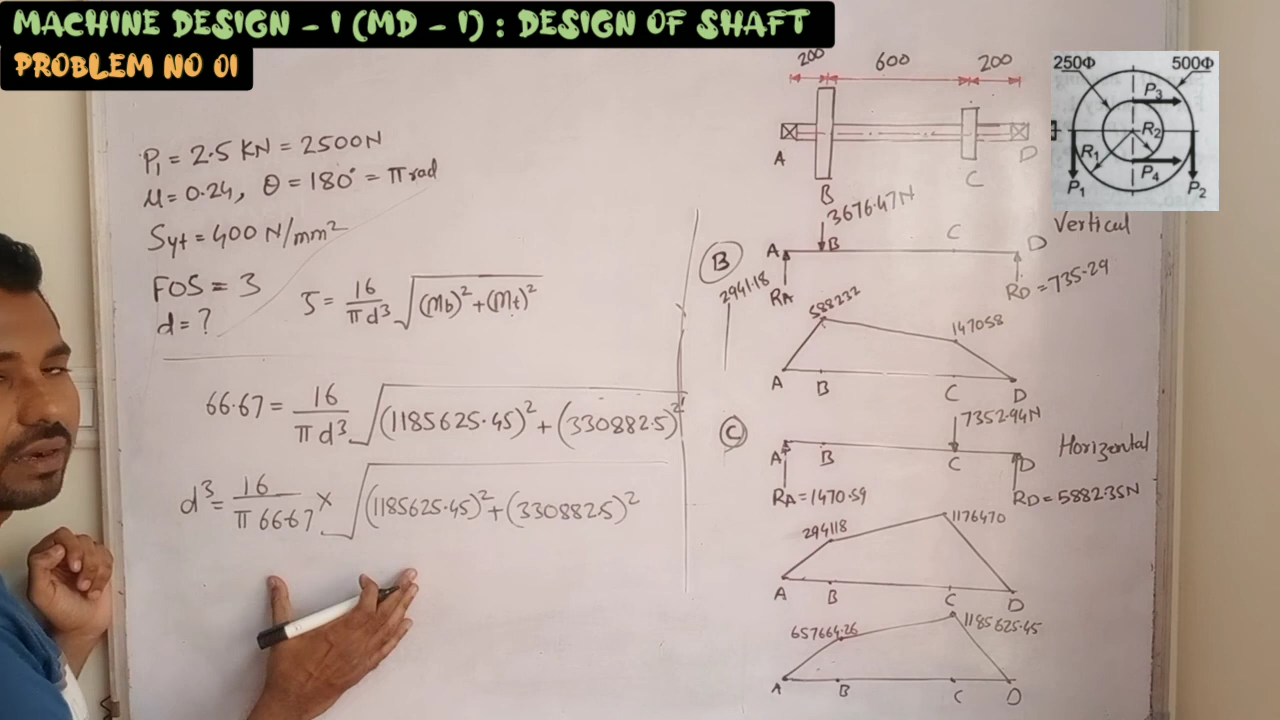 MACHINE DESIGN - 1 (MD - 1) : DESIGN OF SHAFT
PROBLEM NO 01
P₁ = 2.5 KN = 2500N
μ = 0.24, θ = 180° = π rad
Syt = 400 N/mm²
FOS = 3
d = ?
τ = 16/πd³ √(Mb)² + (Mt)²
66.67 = 16/πd³ √(1185625.45)² + (330882.5)²
d³ = 16/π 66.67 × √(1185625.45)² + (330882.5)²
200 600 200
A B C D
250Φ 500Φ
P₃
R₂
R₁
P₄
P₁ P₂
Vertical
3676.47N
B
A B C D
2941.18
RA
RD = 735.29
588232
147058
A B C D
7352.94N
C
Horizontal
A B C D
RA = 1470.59
RD = 5882.35N
294118
1176470
A B C D
657664.26
1185625.45
A B C D